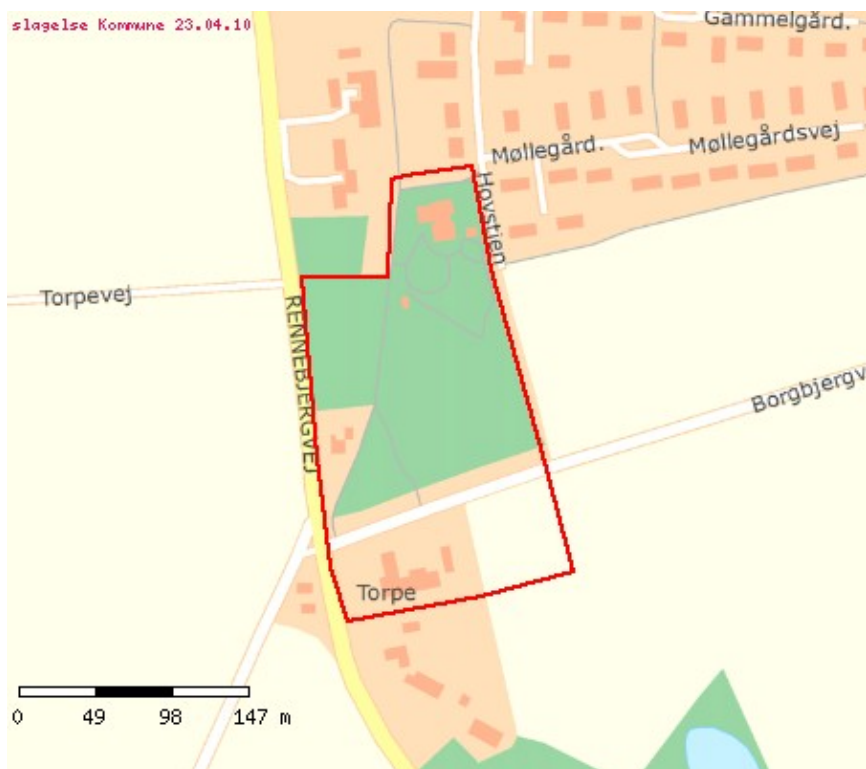 slagelse Kommune 23.04.10
Gammelgård.
Møllegård.
Møllegårdsvej
Hovstien
Torpevej
RENNEBJERGVEJ
Borgbjergv
Torpe
0 49 98 147 m